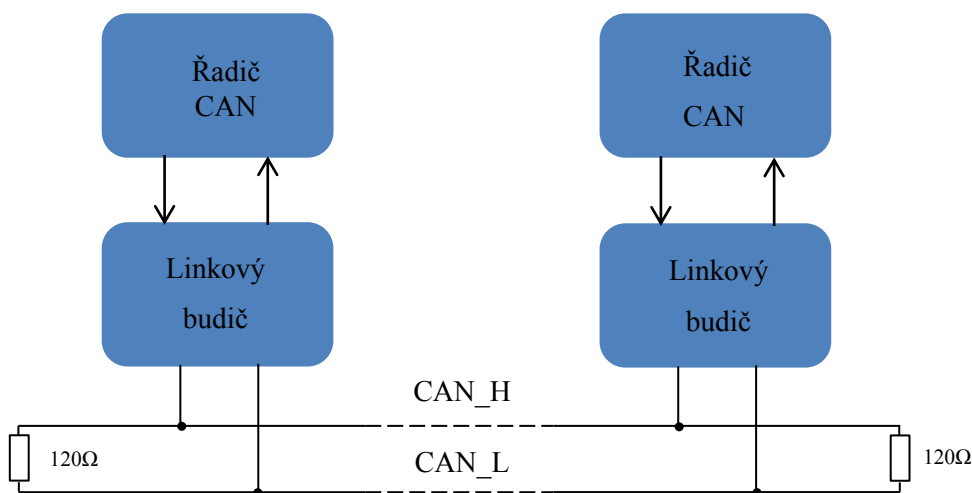 Řadič
CAN
Řadič
CAN
Linkový
budič
Linkový
budič
CAN_H
120Ω
CAN_L
120Ω